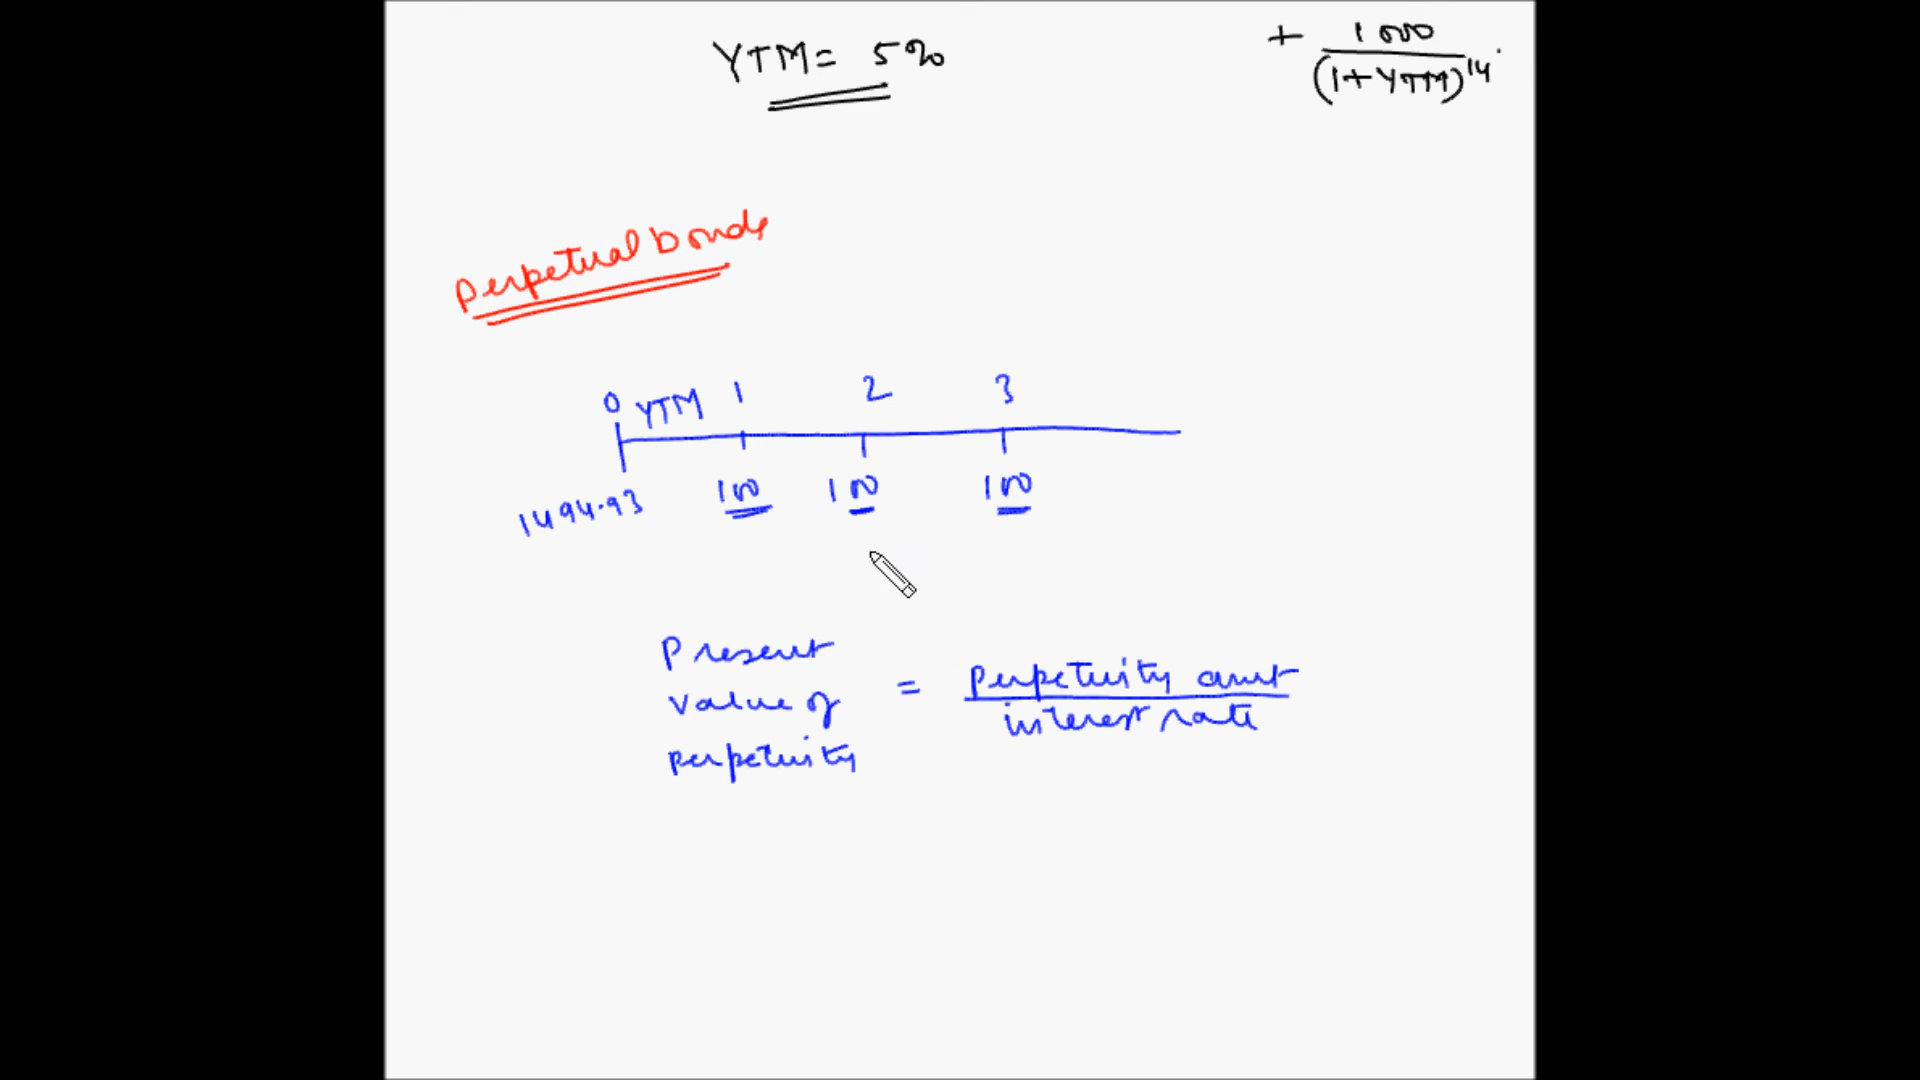 YTM = 5%
+ 1000
(1+YTM)^14
Perpetual bonds
0 YTM 1 2 3
1494.93 100 100 100
Present
value of
perpetuity
= perpetuity amt
interest rate